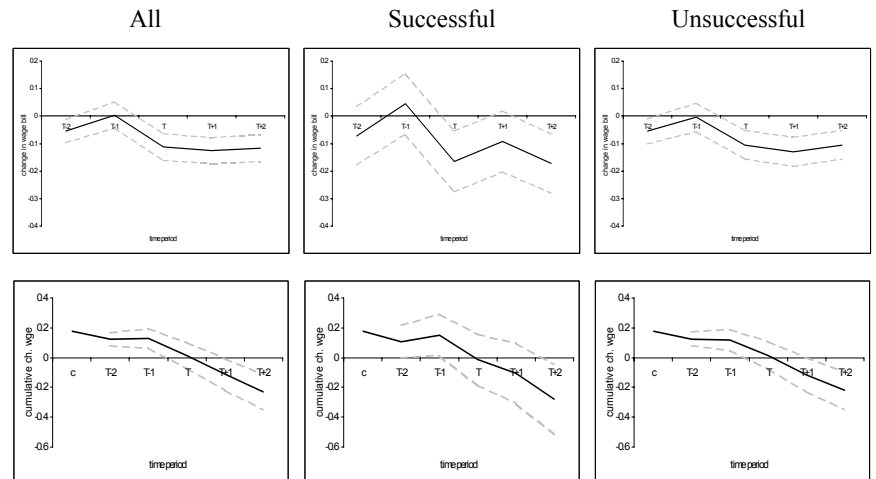 All Successful Unsuccessful
0.2 0.2 0.2
0.1 0.1 0.1
0 0 0
T-2 T-1 T T+1 T+2 T-2 T-1 T T+1 T+2 T-2 T-1 T T+1 T+2
-0.1 -0.1 -0.1
-0.2 -0.2 -0.2
-0.3 -0.3 -0.3
-0.4 -0.4 -0.4
change in wage bill change in wage bill change in wage bill
time period time period time period
0.4 0.4 0.4
0.2 0.2 0.2
0 0 0
c T-2 T-1 T T+1 T+2 c T-2 T-1 T T+1 T+2 c T-2 T-1 T T+1 T+2
-0.2 -0.2 -0.2
-0.4 -0.4 -0.4
-0.6 -0.6 -0.6
cumulative ch. wge cumulative ch. wge cumulative ch. wge
time period time period time period